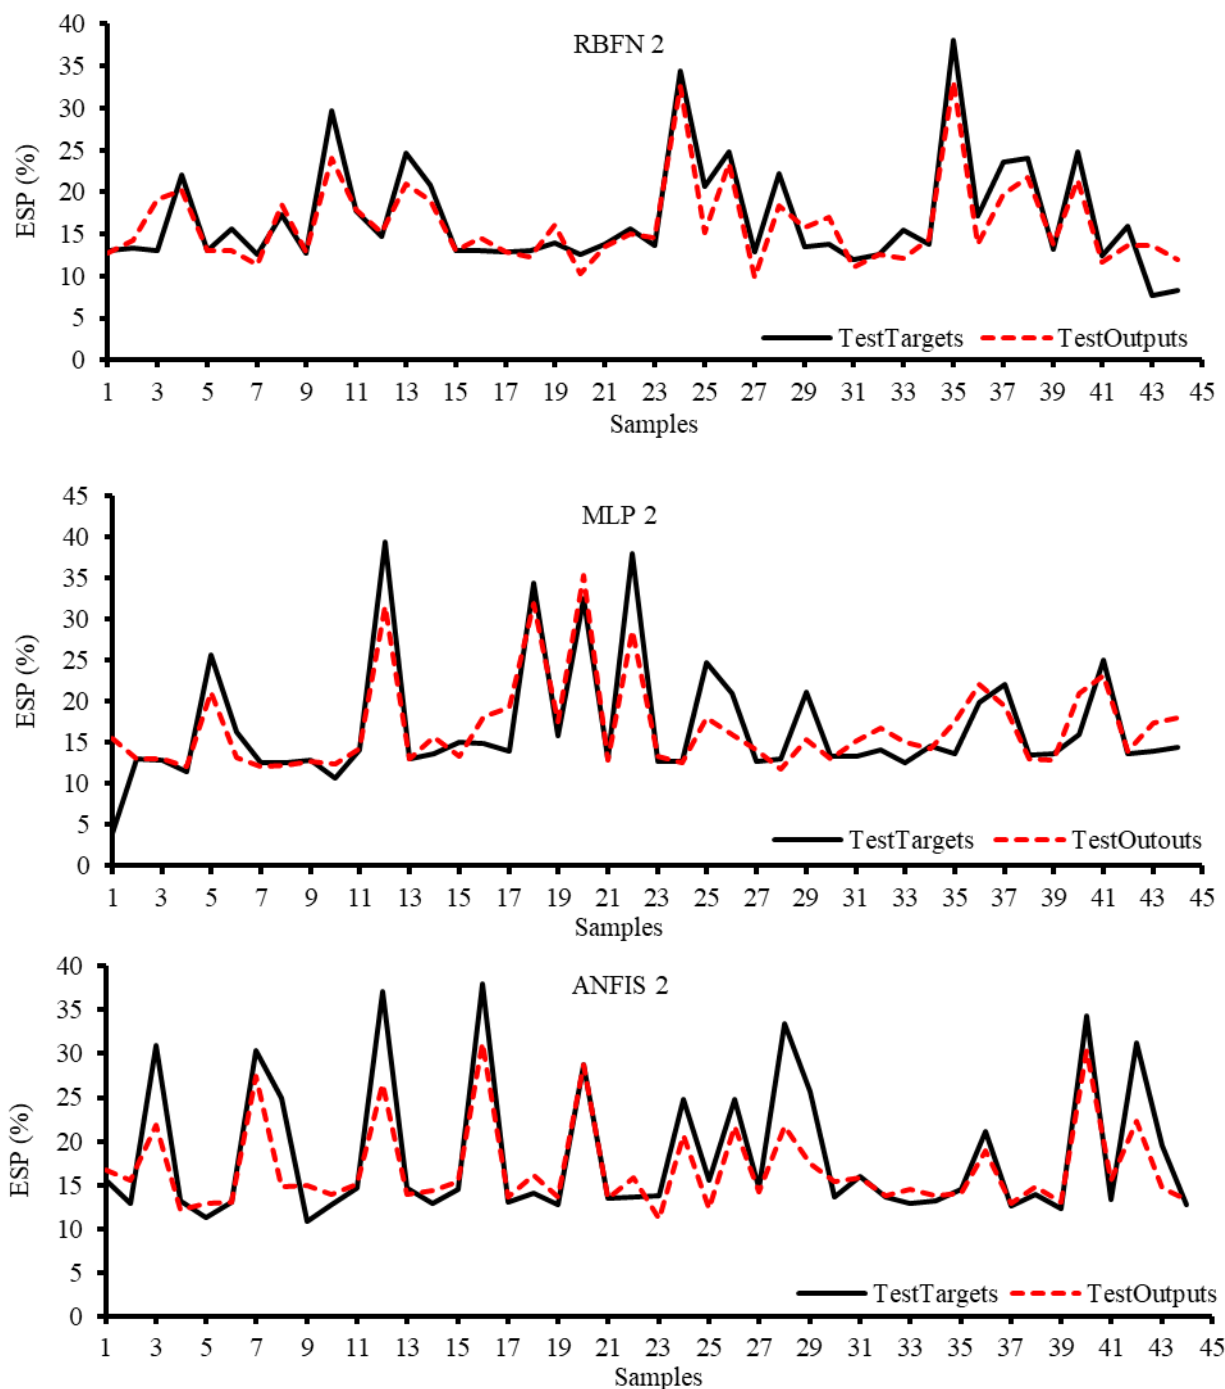 RBFN 2
ESP (%)
40
35
30
25
20
15
10
5
0
TestTargets TestOutputs
1 3 5 7 9 11 13 15 17 19 21 23 25 27 29 31 33 35 37 39 41 43 45
Samples
MLP 2
ESP (%)
45
40
35
30
25
20
15
10
5
0
TestTargets TestOutouts
1 3 5 7 9 11 13 15 17 19 21 23 25 27 29 31 33 35 37 39 41 43 45
Samples
ANFIS 2
ESP (%)
40
35
30
25
20
15
10
5
0
TestTargets TestOutputs
1 3 5 7 9 11 13 15 17 19 21 23 25 27 29 31 33 35 37 39 41 43 45
Samples